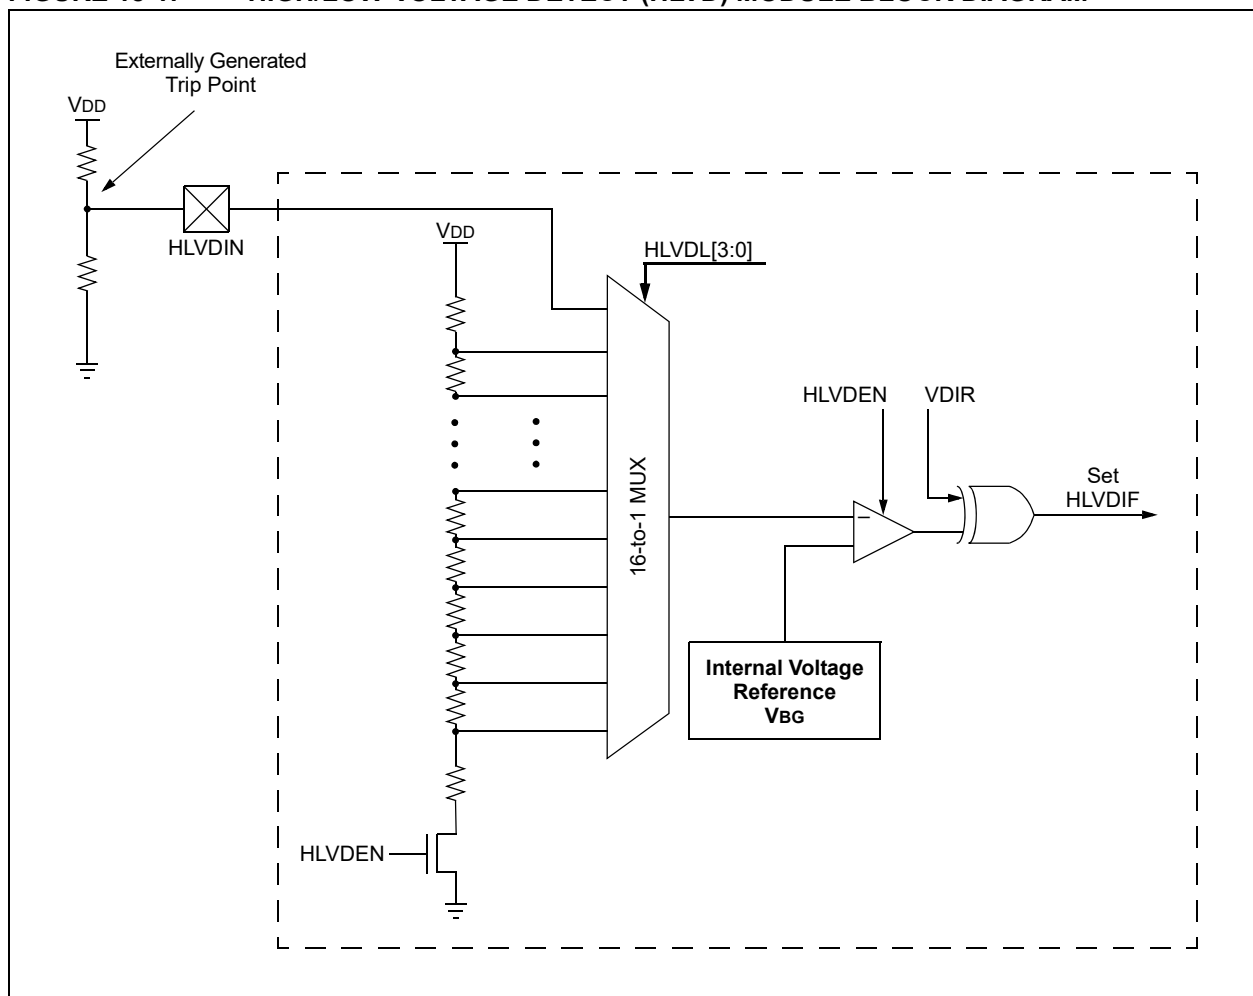 Externally Generated
Trip Point
VDD
HLVDIN
VDD
HLVDL[3:0]
16-to-1 MUX
HLVDEN
VDIR
Set
HLVDIF
–
Internal Voltage
Reference
VBG
HLVDEN